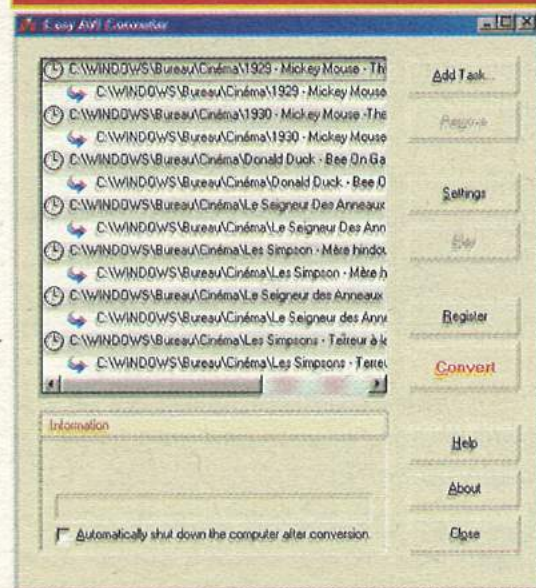 Easy AVI Converter
C:\WINDOWS\Bureau\Cinéma\1929 - Mickey Mouse - Th
C:\WINDOWS\Bureau\Cinéma\1929 - Mickey Mouse
C:\WINDOWS\Bureau\Cinéma\1930 - Mickey Mouse -The
C:\WINDOWS\Bureau\Cinéma\1930 - Mickey Mouse
C:\WINDOWS\Bureau\Cinéma\Donald Duck - Bee On Ga
C:\WINDOWS\Bureau\Cinéma\Donald Duck - Bee O
C:\WINDOWS\Bureau\Cinéma\Le Seigneur Des Anneaux
C:\WINDOWS\Bureau\Cinéma\Le Seigneur Des Ann
C:\WINDOWS\Bureau\Cinéma\Les Simpson - Mère hindou
C:\WINDOWS\Bureau\Cinéma\Les Simpson - Mère h
C:\WINDOWS\Bureau\Cinéma\Le Seigneur des Anneaux
C:\WINDOWS\Bureau\Cinéma\Le Seigneur des Anne
C:\WINDOWS\Bureau\Cinéma\Les Simpsons - Terreur à le
C:\WINDOWS\Bureau\Cinéma\Les Simpsons - Terreu
Information
Automatically shut down the computer after conversion.
Add Task...
Remove
Settings
Register
Convert
Help
About
Close